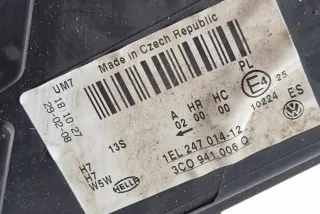 UM7
Made in Czech Republic
18 10:27
29-02-08
13S
A HR HC
02 00 00
PL
E4 25
10224 ES
H7
H7
W5W
HELLA
1EL 247 014-12
3C0 941 006 Q